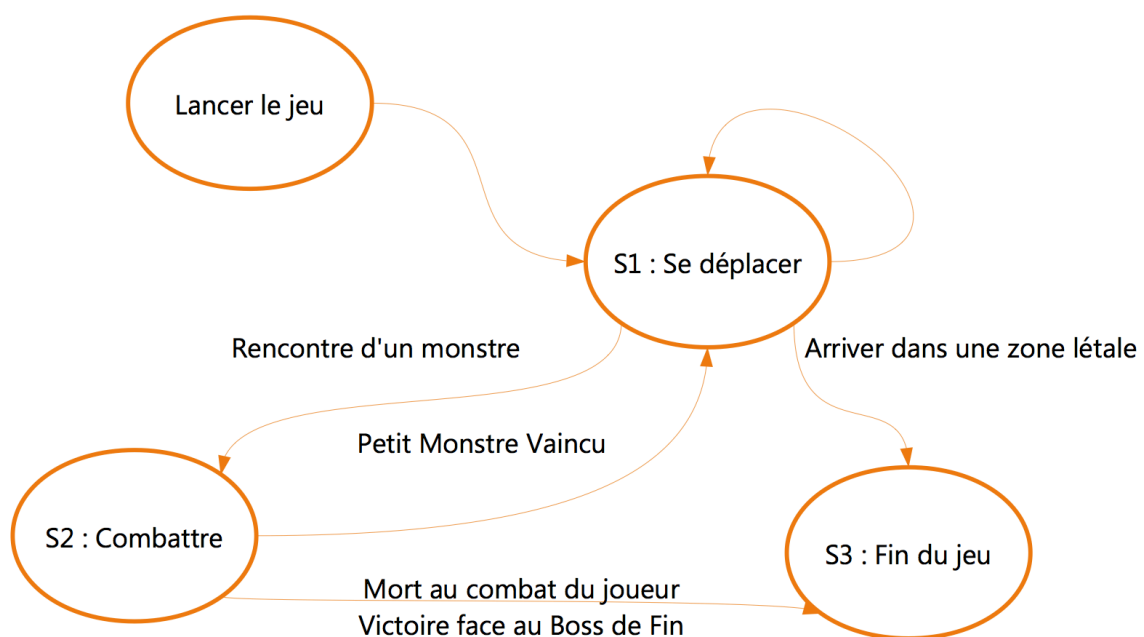 Lancer le jeu
S1 : Se déplacer
Rencontre d'un monstre
Arriver dans une zone létale
Petit Monstre Vaincu
S2 : Combattre
S3 : Fin du jeu
Mort au combat du joueur
Victoire face au Boss de Fin